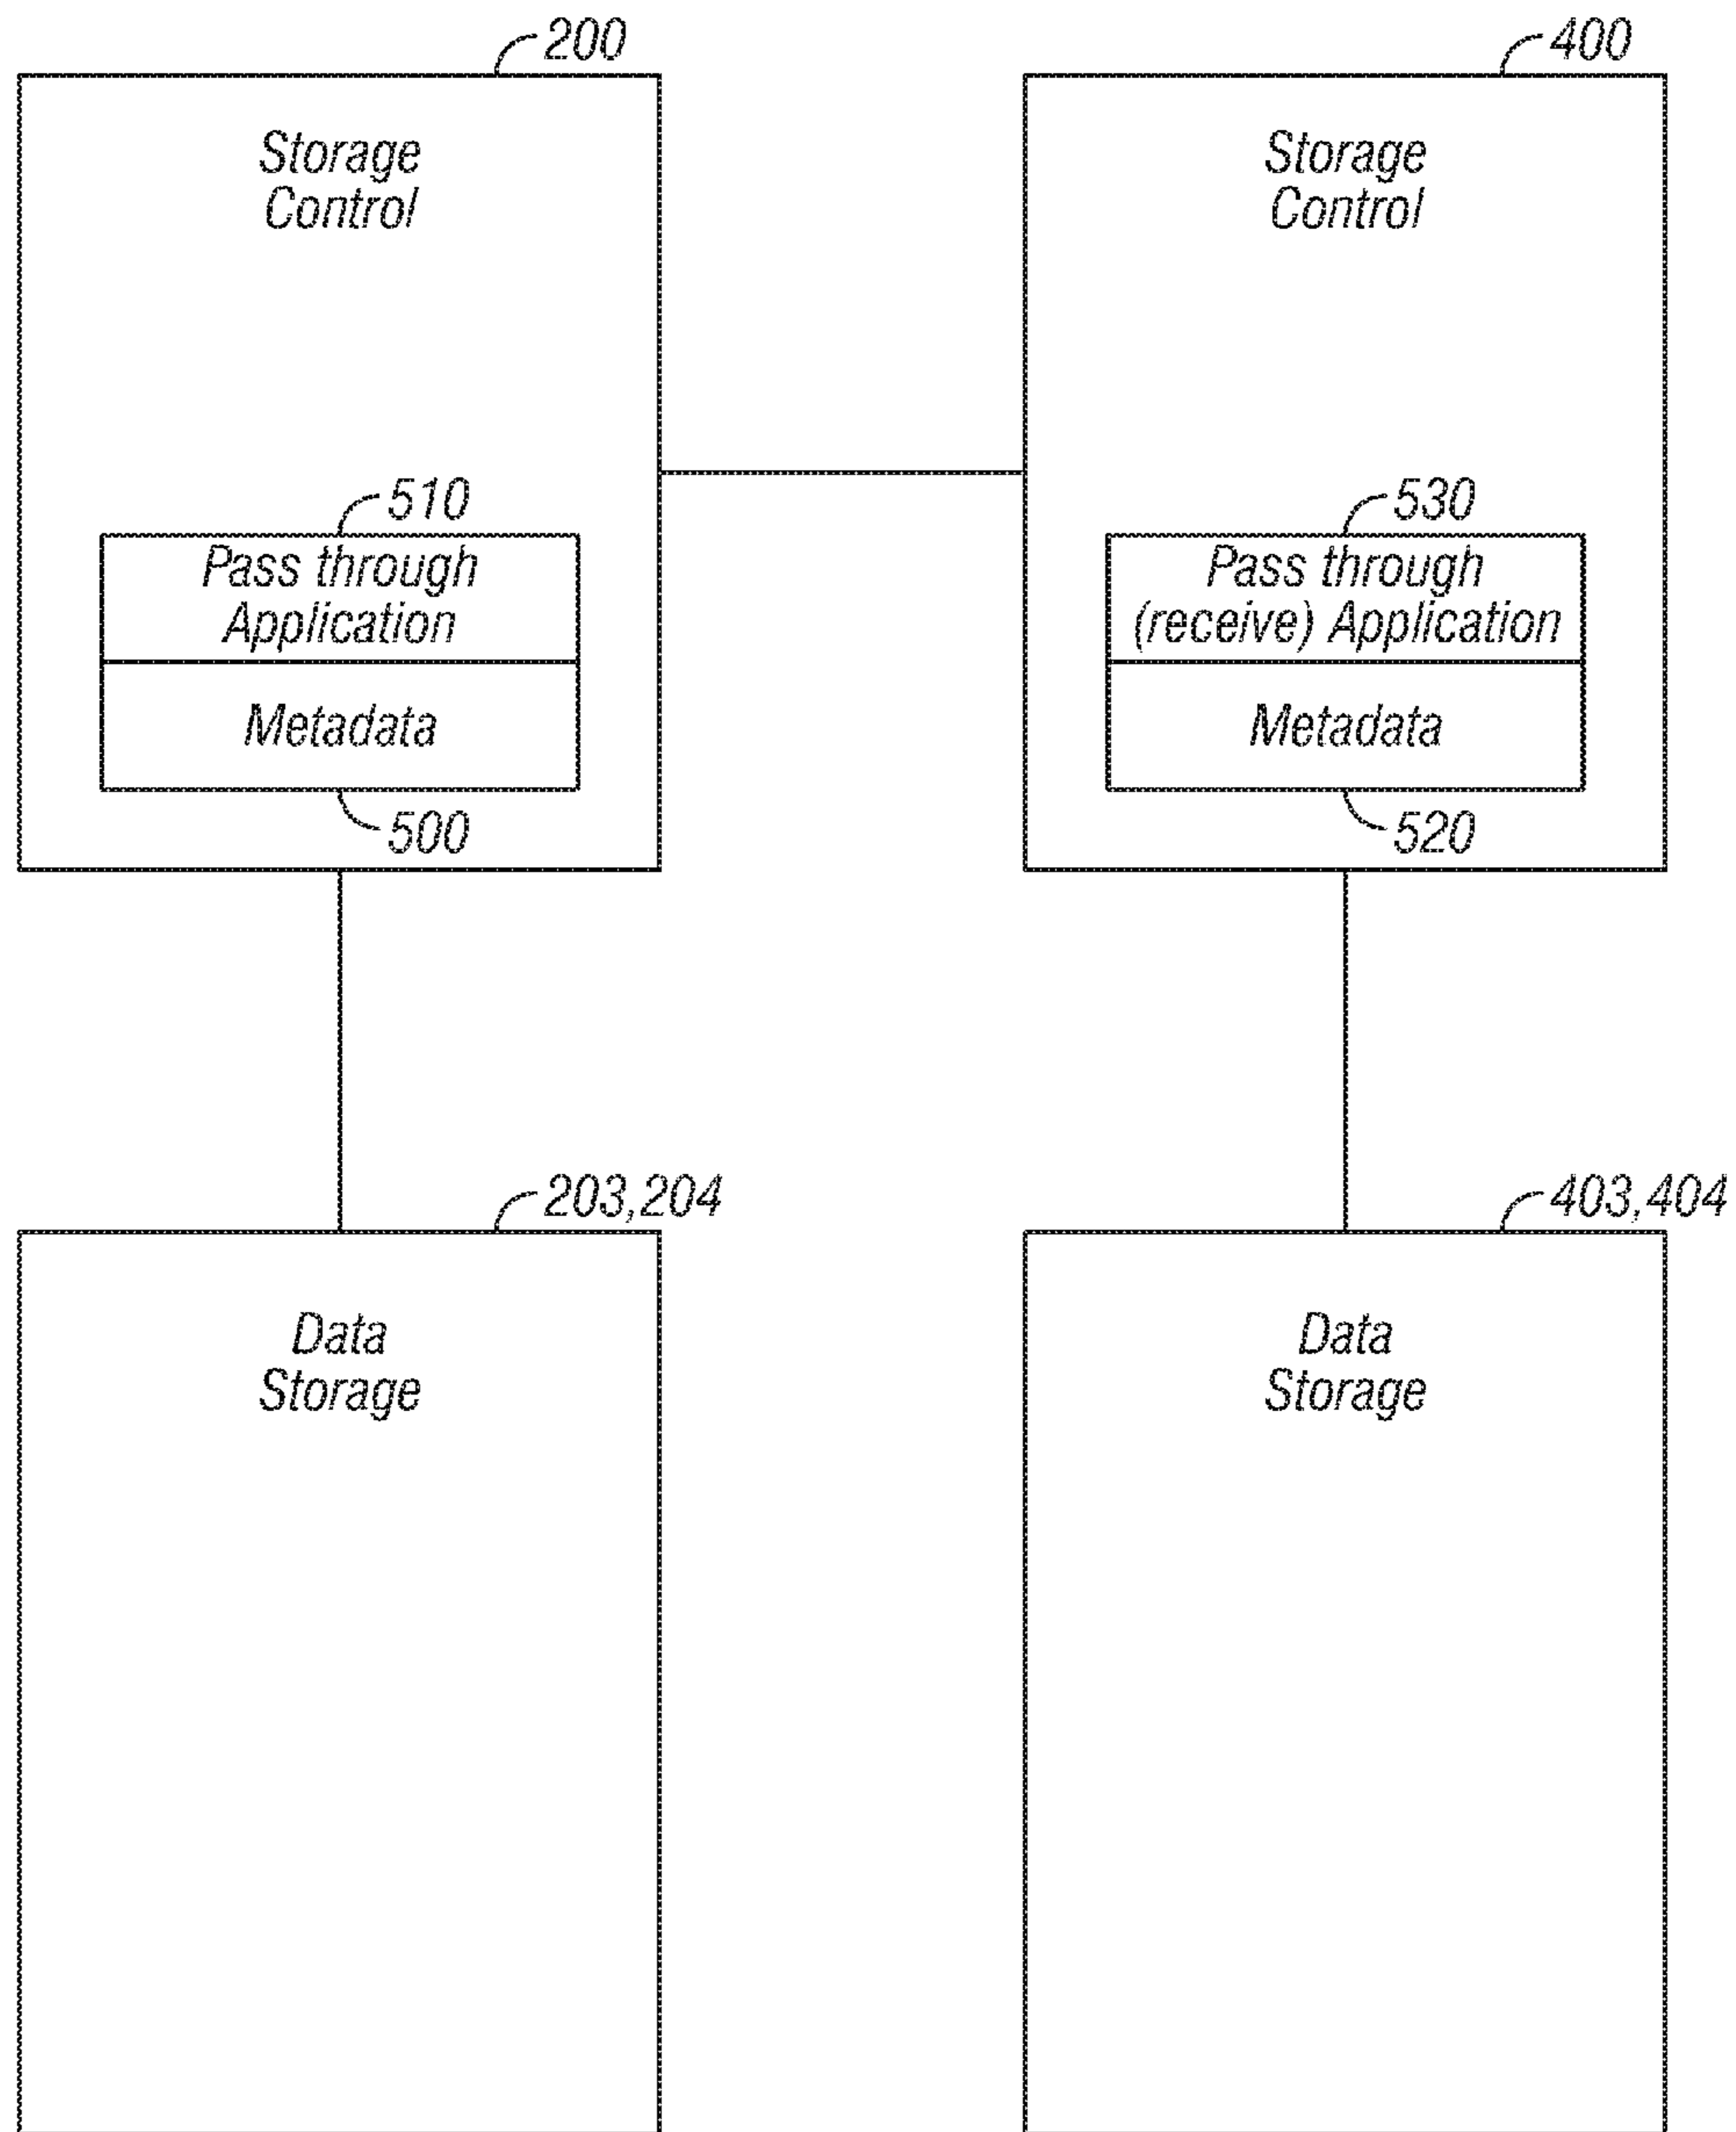 200
400
Storage
Control
Storage
Control
510
530
Pass through
Application
Pass through
(receive) Application
Metadata
Metadata
500
520
203,204
403,404
Data
Storage
Data
Storage